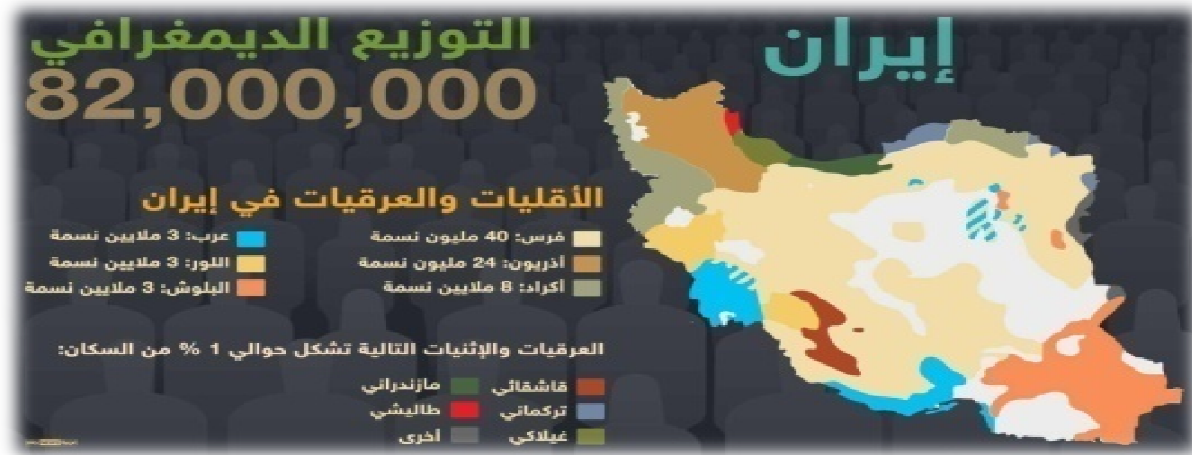 إيران
التوزيع الديمغرافي
82,000,000
الأقليات والعرقيات في إيران
فرس: 40 مليون نسمة
أذريون: 24 مليون نسمة
أكراد: 8 ملايين نسمة
عرب: 3 ملايين نسمة
اللور: 3 ملايين نسمة
البلوش: 3 ملايين نسمة
العرقيات والإثنيات التالية تشكل حوالي 1 % من السكان:
قاشقائي
تركماني
غيلاكي
مازندراني
طاليشي
أخرى